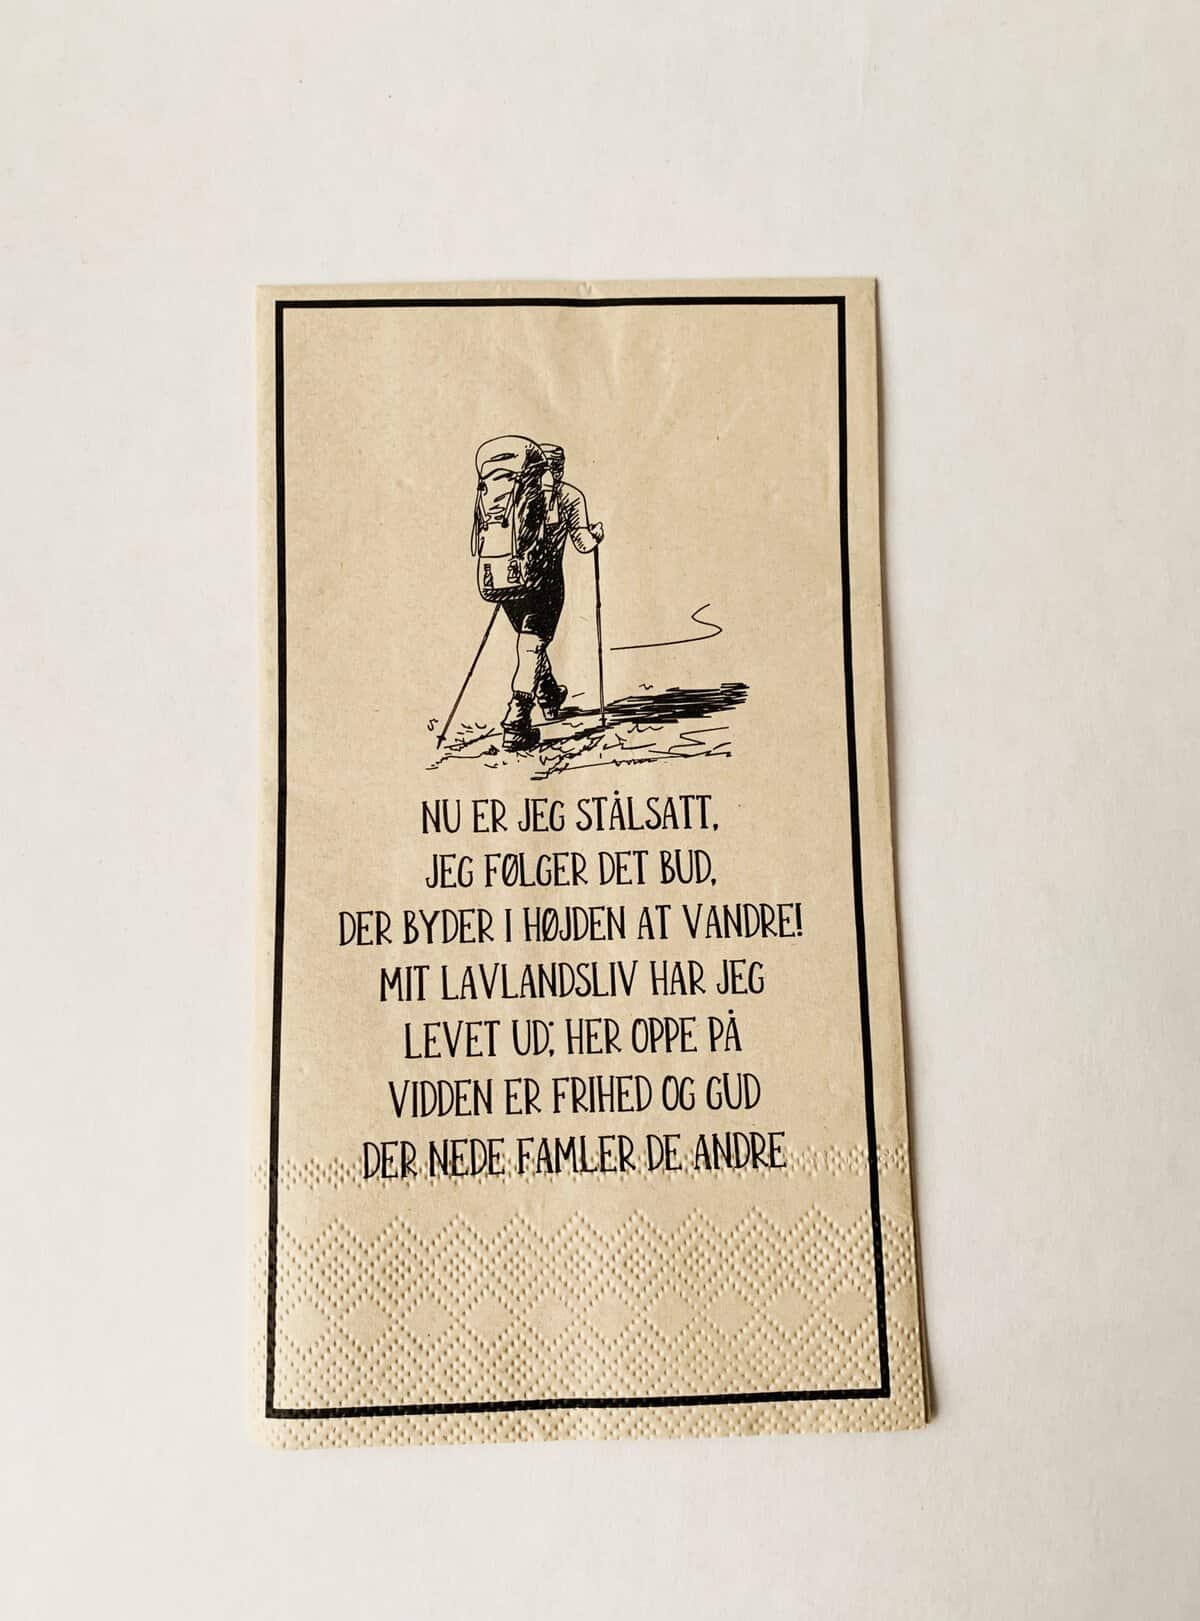 NU ER JEG STÅLSATT,
JEG FØLGER DET BUD,
DER BYDER I HØJDEN AT VANDRE!
MIT LAVLANDSLIV HAR JEG
LEVET UD; HER OPPE PÅ
VIDDEN ER FRIHED OG GUD
DER NEDE FAMLER DE ANDRE